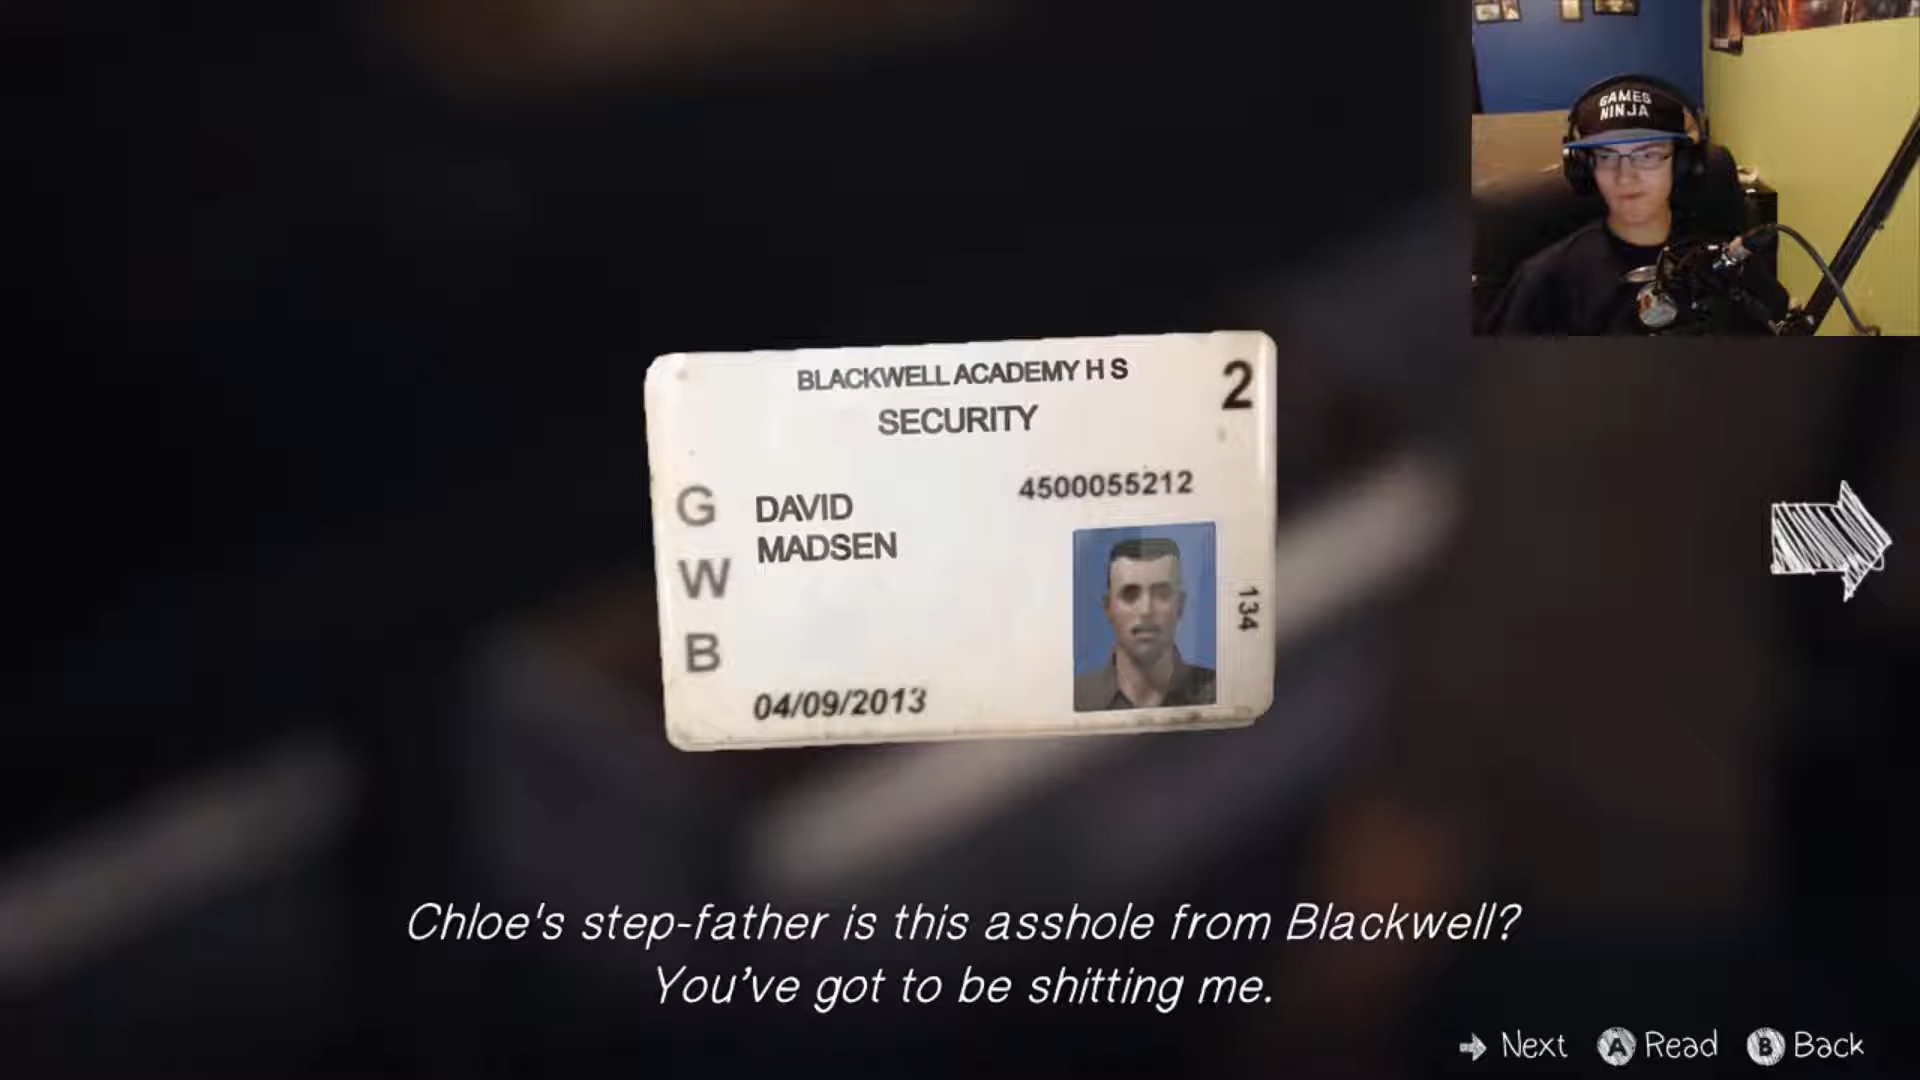 GAMES
NINJA
BLACKWELL ACADEMY H S
2
SECURITY
4500055212
G
DAVID
MADSEN
W
134
B
04/09/2013
Chloe's step-father is this asshole from Blackwell?
You've got to be shitting me.
Next A Read B Back